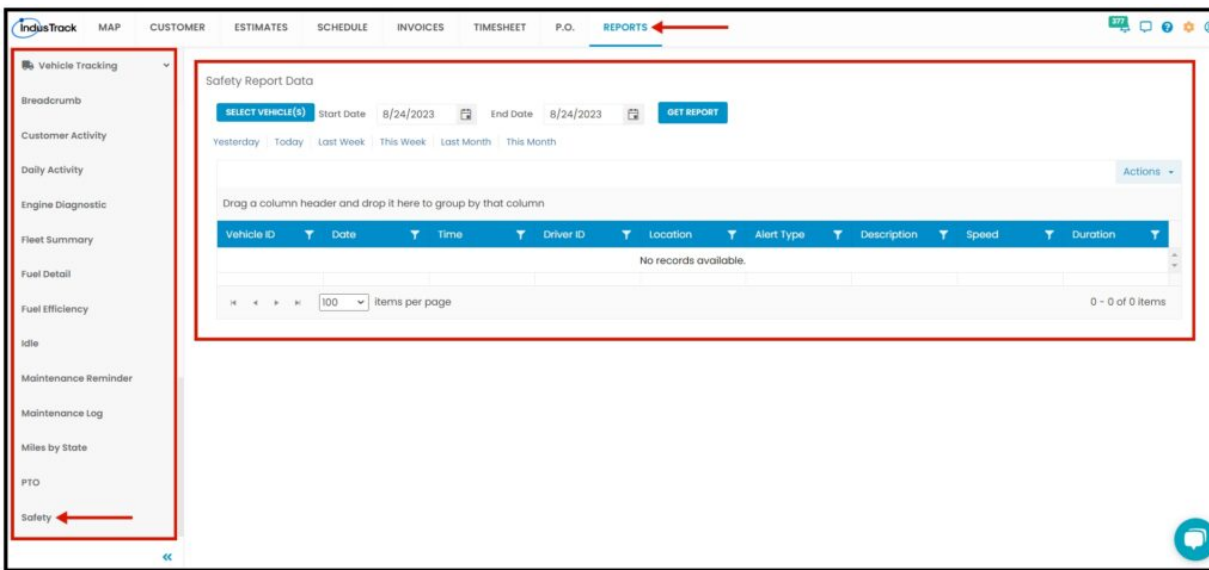 IndusTrack MAP CUSTOMER ESTIMATES SCHEDULE INVOICES TIMESHEET P.O. REPORTS 377
Vehicle Tracking
Breadcrumb
Customer Activity
Daily Activity
Engine Diagnostic
Fleet Summary
Fuel Detail
Fuel Efficiency
Idle
Maintenance Reminder
Maintenance Log
Miles by State
PTO
Safety
Safety Report Data
SELECT VEHICLE(S) Start Date 8/24/2023 End Date 8/24/2023 GET REPORT
Yesterday Today Last Week This Week Last Month This Month
Actions
Drag a column header and drop it here to group by that column
Vehicle ID Date Time Driver ID Location Alert Type Description Speed Duration
No records available.
100 items per page 0 - 0 of 0 items